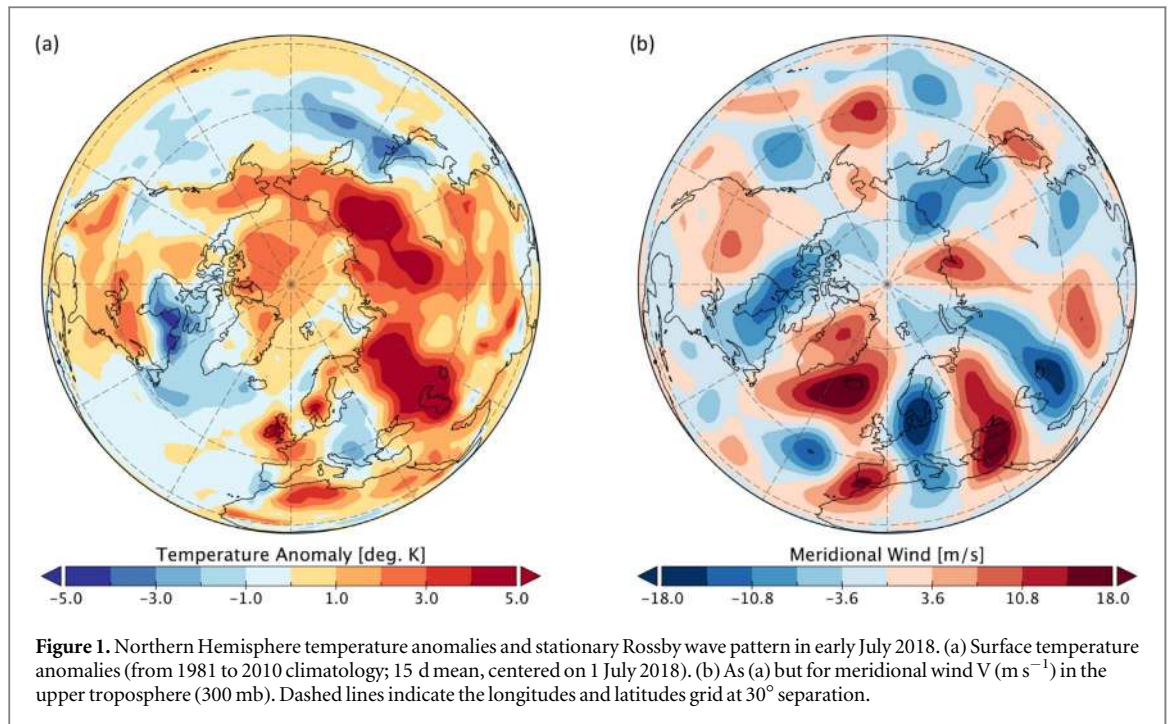 (a)
(b)
Temperature Anomaly [deg. K]
−5.0 −3.0 −1.0 1.0 3.0 5.0
Meridional Wind [m/s]
−18.0 −10.8 −3.6 3.6 10.8 18.0
Figure 1. Northern Hemisphere temperature anomalies and stationary Rossby wave pattern in early July 2018. (a) Surface temperature
anomalies (from 1981 to 2010 climatology; 15 d mean, centered on 1 July 2018). (b) As (a) but for meridional wind V (m s⁻¹) in the
upper troposphere (300 mb). Dashed lines indicate the longitudes and latitudes grid at 30° separation.